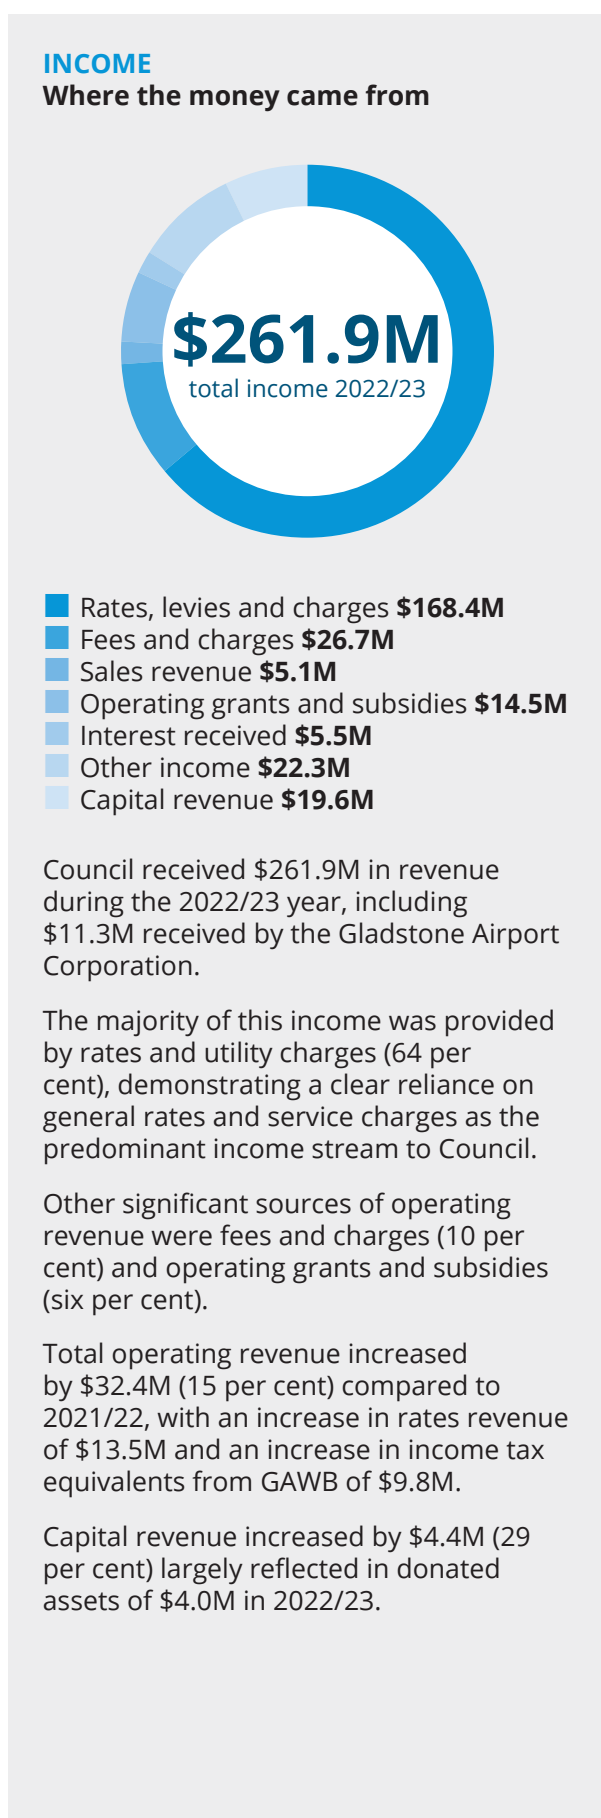 INCOME
Where the money came from
$261.9M
total income 2022/23
Rates, levies and charges $168.4M
Fees and charges $26.7M
Sales revenue $5.1M
Operating grants and subsidies $14.5M
Interest received $5.5M
Other income $22.3M
Capital revenue $19.6M
Council received $261.9M in revenue
during the 2022/23 year, including
$11.3M received by the Gladstone Airport
Corporation.
The majority of this income was provided
by rates and utility charges (64 per
cent), demonstrating a clear reliance on
general rates and service charges as the
predominant income stream to Council.
Other significant sources of operating
revenue were fees and charges (10 per
cent) and operating grants and subsidies
(six per cent).
Total operating revenue increased
by $32.4M (15 per cent) compared to
2021/22, with an increase in rates revenue
of $13.5M and an increase in income tax
equivalents from GAWB of $9.8M.
Capital revenue increased by $4.4M (29
per cent) largely reflected in donated
assets of $4.0M in 2022/23.